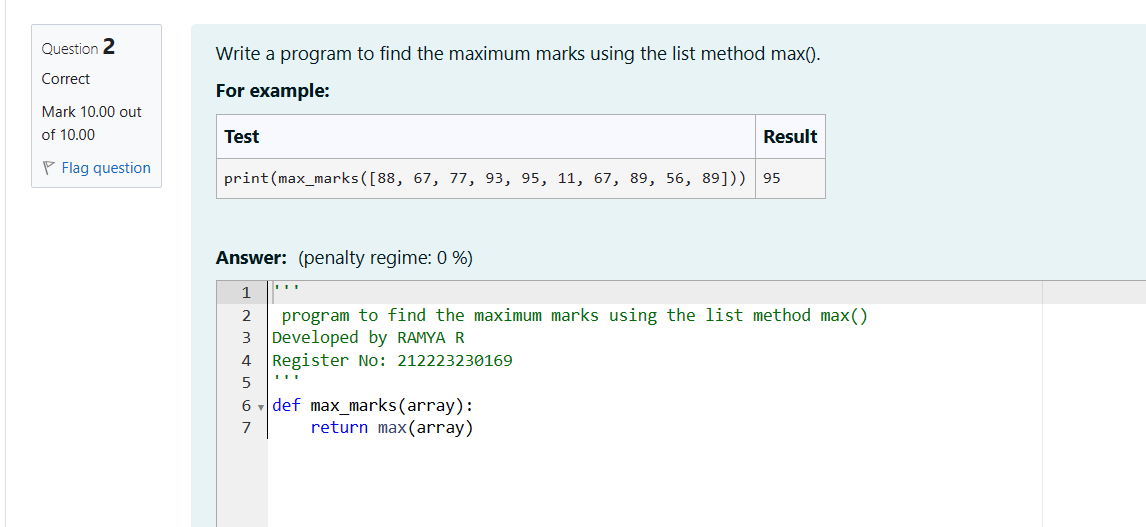 Question 2
Correct
Mark 10.00 out
of 10.00
Flag question
Write a program to find the maximum marks using the list method max().
For example:
Test Result
print(max_marks([88, 67, 77, 93, 95, 11, 67, 89, 56, 89])) 95
Answer: (penalty regime: 0 %)
1 '''
2  program to find the maximum marks using the list method max()
3 Developed by RAMYA R
4 Register No: 212223230169
5 '''
6 def max_marks(array):
7     return max(array)